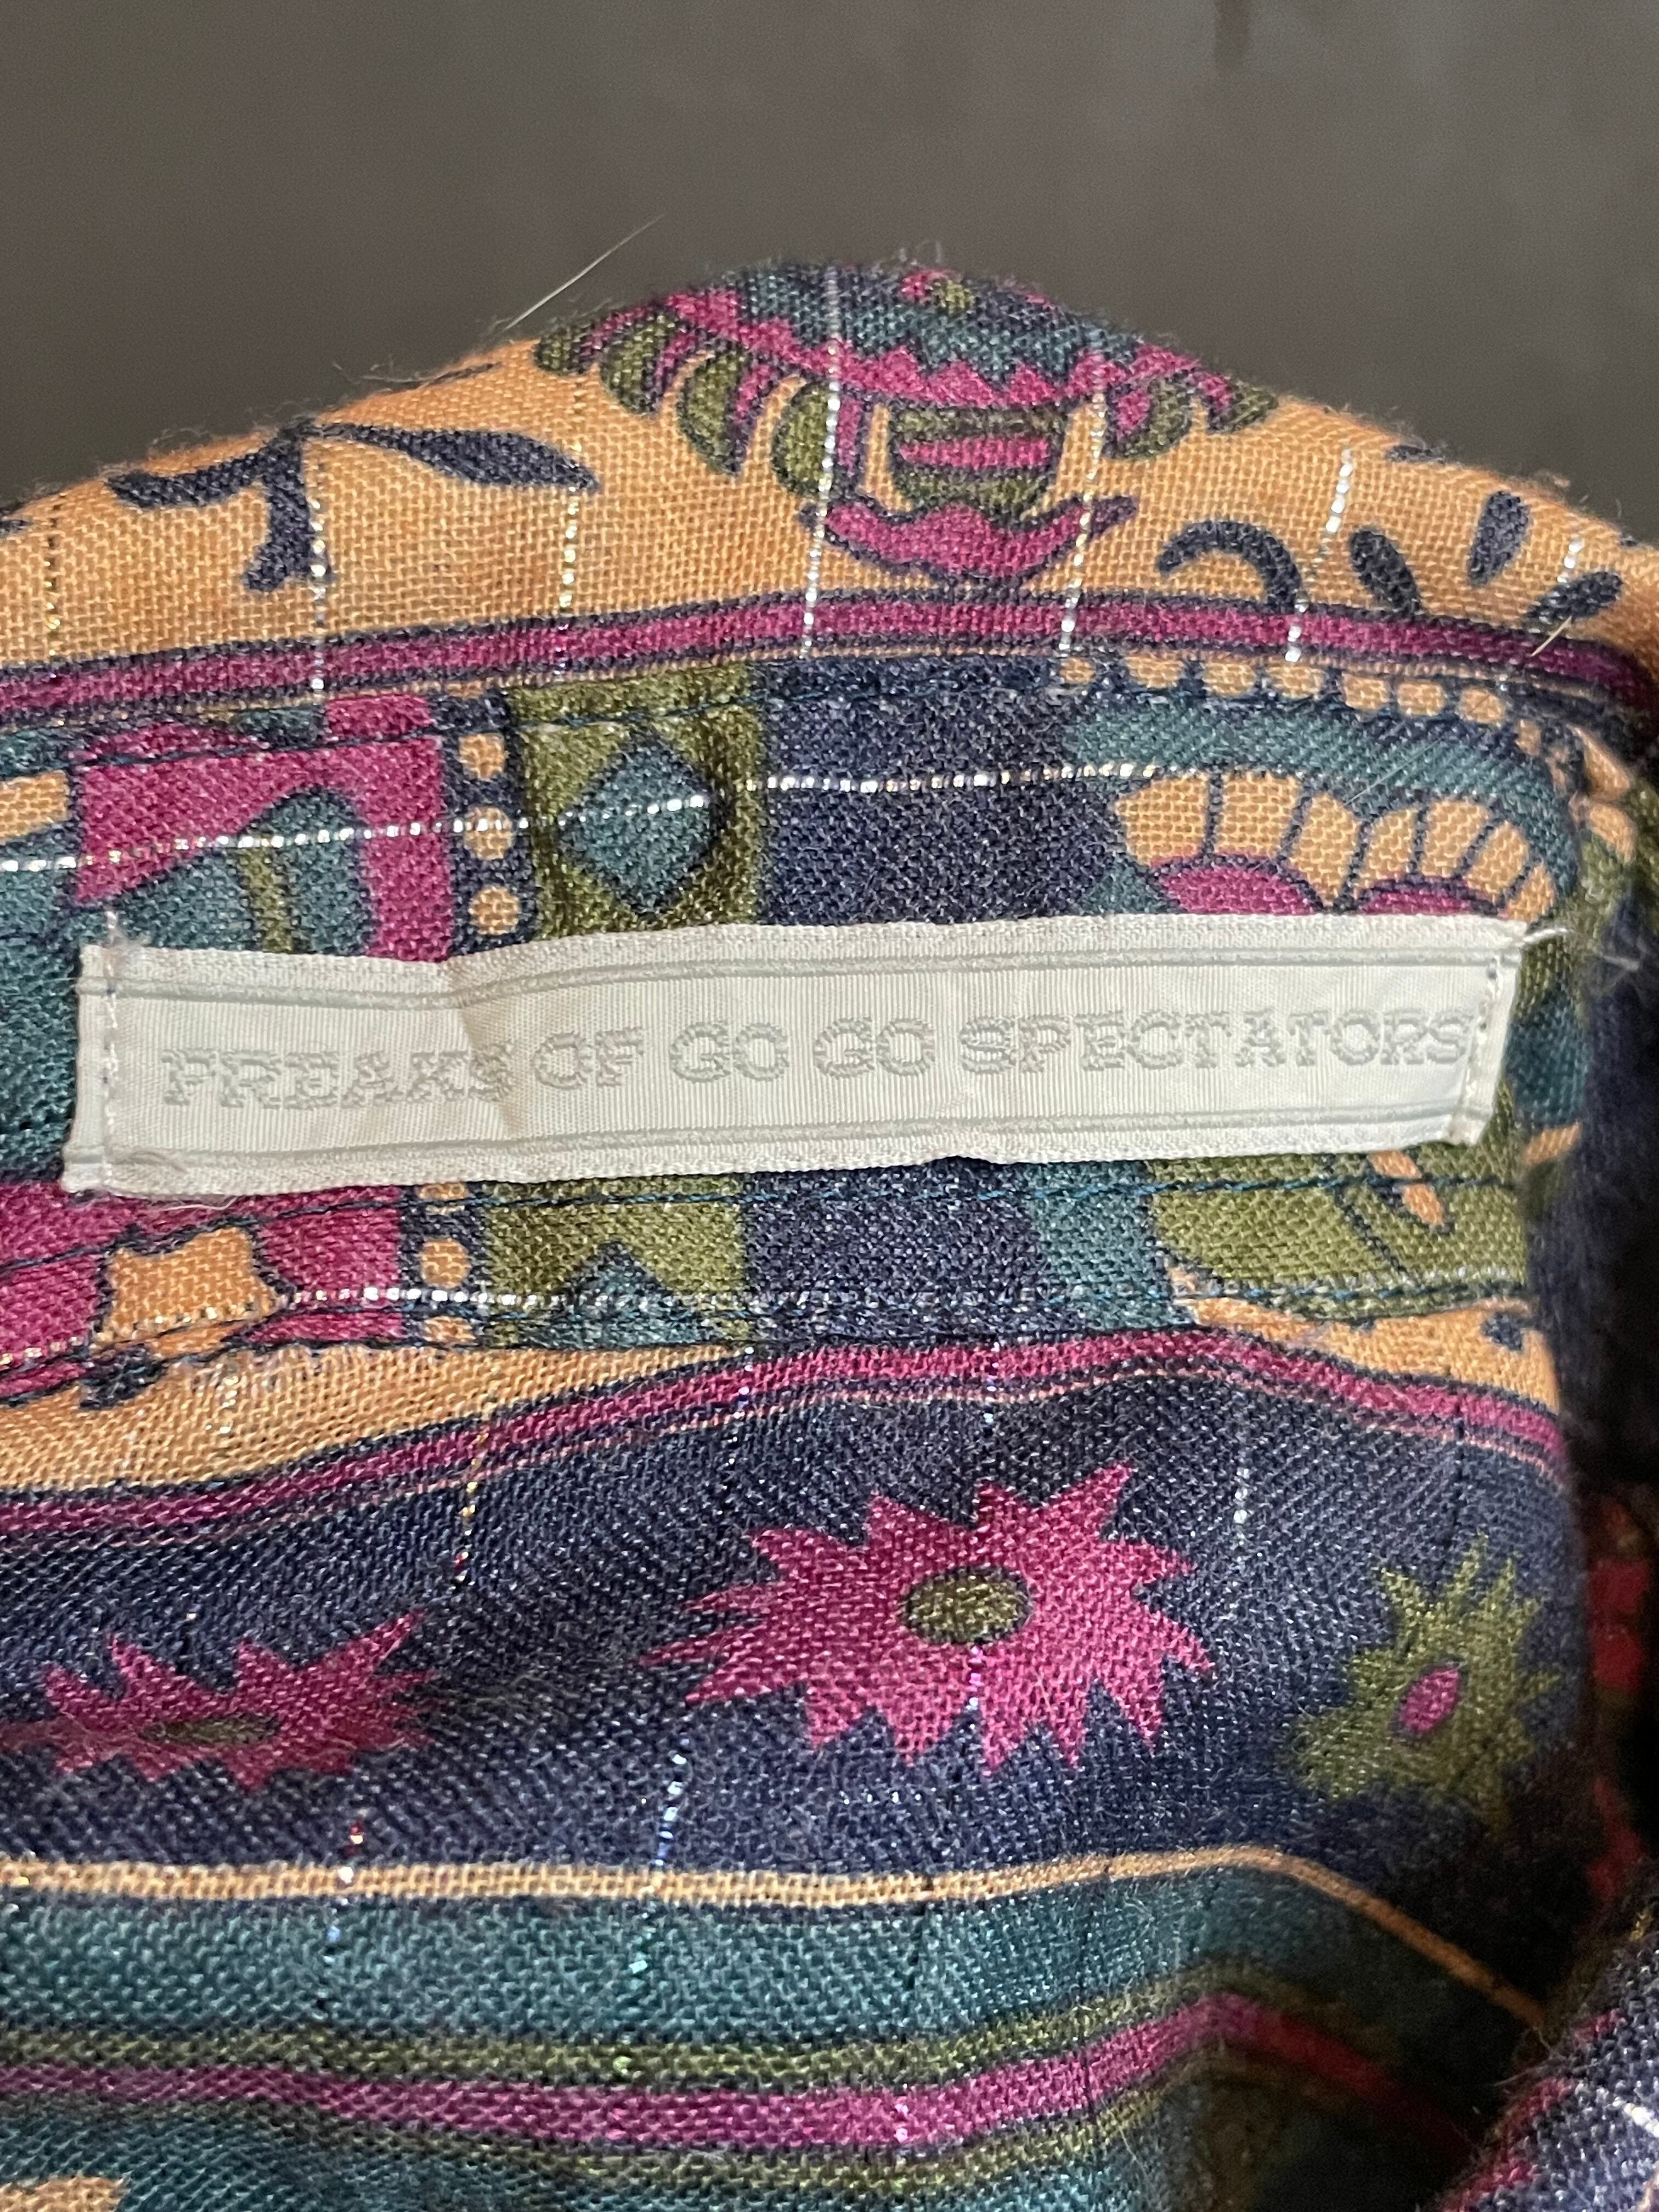 FREAKS OF GO GO SPECTATORS